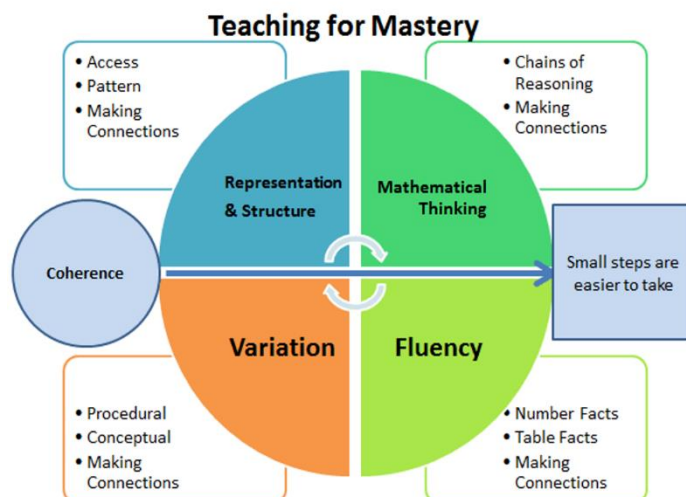 Teaching for Mastery
• Access
• Pattern
• Making
Connections
• Chains of
Reasoning
• Making
Connections
Representation
& Structure
Mathematical
Thinking
Coherence
Small steps are
easier to take
Variation
Fluency
• Procedural
• Conceptual
• Making
Connections
• Number Facts
• Table Facts
• Making
Connections